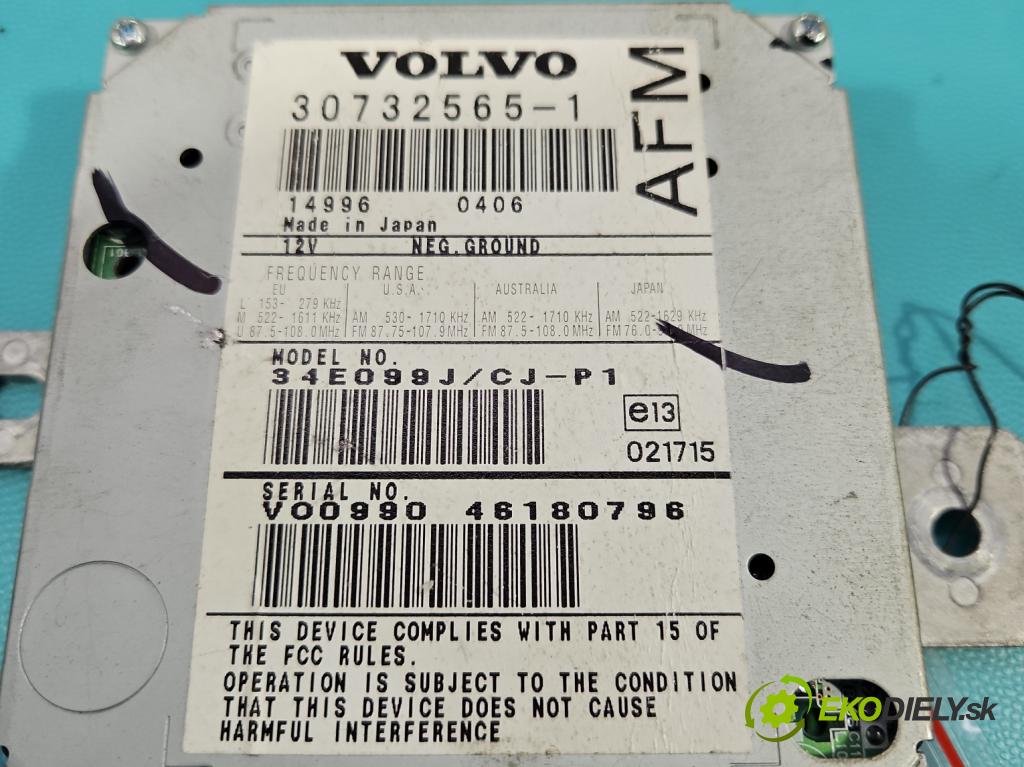 VOLVO
AFM
30732565-1
14996 0406
Made in Japan
12V NEG.GROUND
FREQUENCY RANGE
EU U.S.A. AUSTRALIA JAPAN
L 153- 279 KHz
M 522- 1611 KHz AM 530- 1710 KHz AM 522- 1710 KHz AM 522-1629 KHz
U 87.5-108.0MHz FM 87.75-107.9MHz FM 87.5-108.0MHz FM 76.0-
MODEL NO.
34E099J/CJ-P1
e13
021715
SERIAL NO.
V00990 46180796
THIS DEVICE COMPLIES WITH PART 15 OF
THE FCC RULES.
OPERATION IS SUBJECT TO THE CONDITION
THAT THIS DEVICE DOES NOT CAUSE
HARMFUL INTERFERENCE
EKODIELY.sk